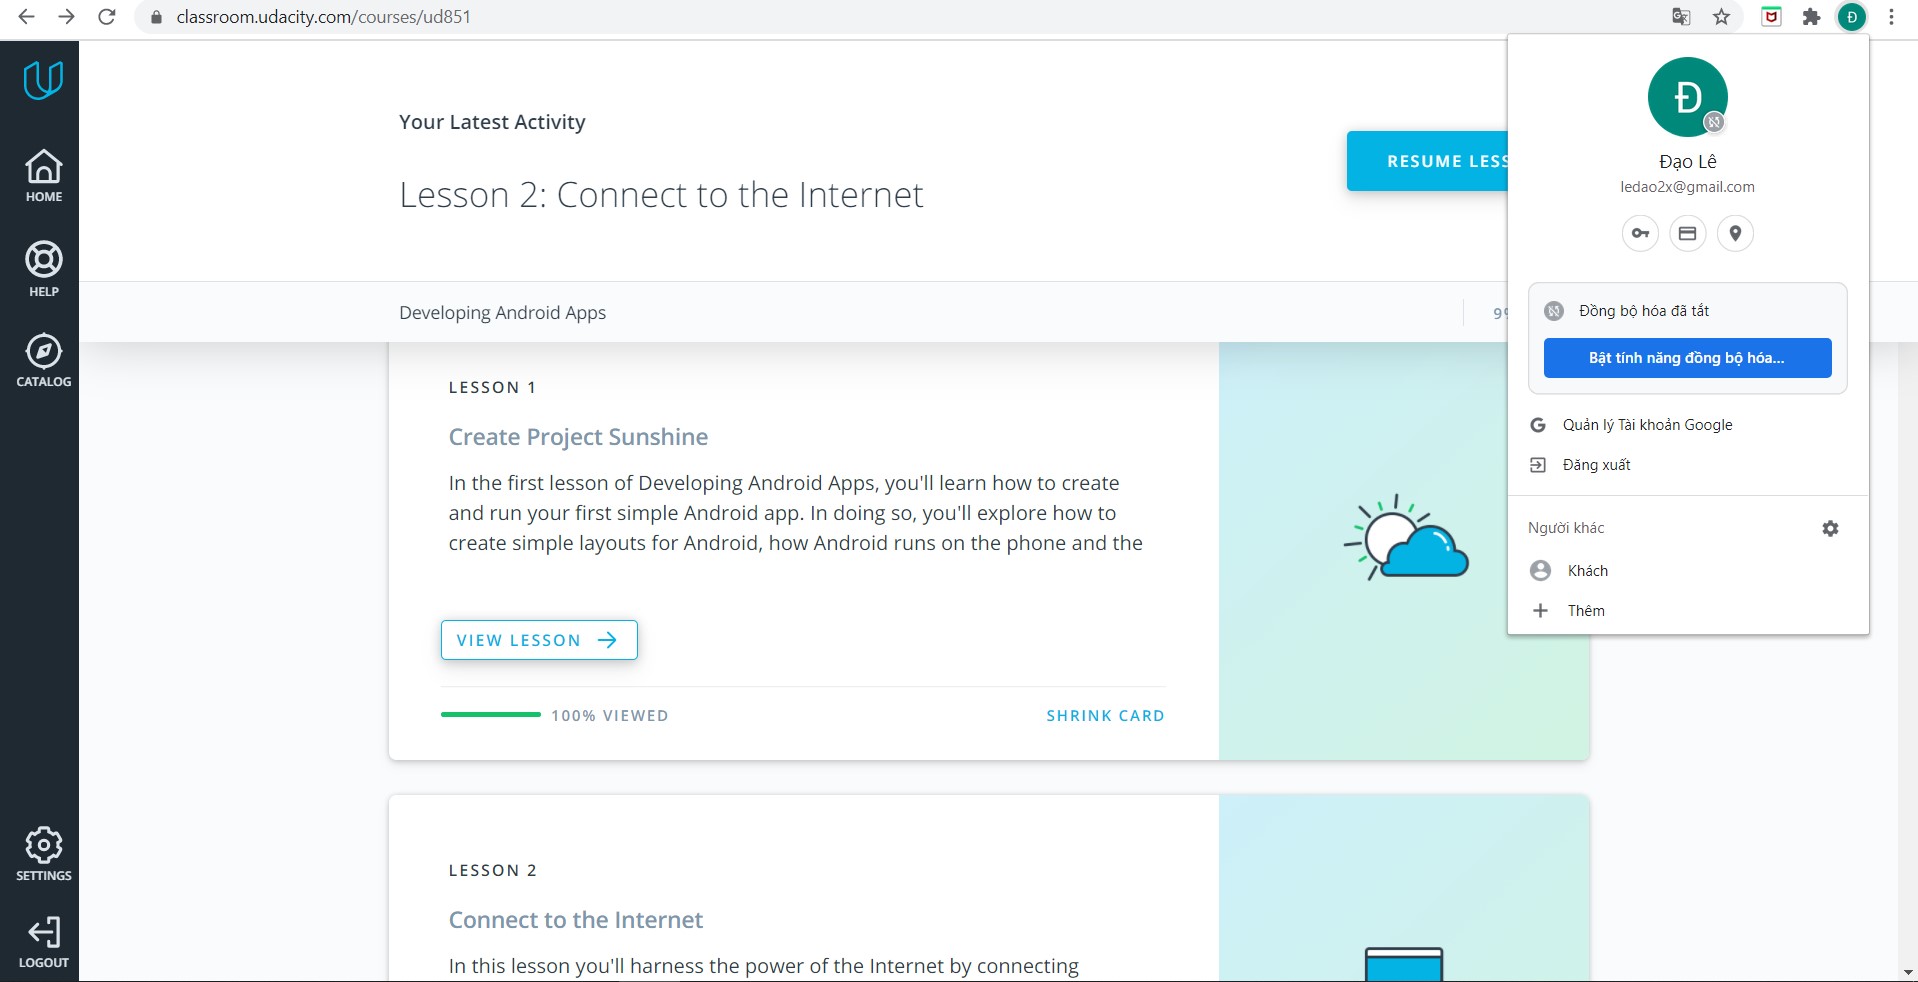 classroom.udacity.com/courses/ud851
Đ
HOME
HELP
CATALOG
SETTINGS
LOGOUT
Your Latest Activity
Lesson 2: Connect to the Internet
RESUME LESS
Developing Android Apps
99
LESSON 1
Create Project Sunshine
In the first lesson of Developing Android Apps, you'll learn how to create
and run your first simple Android app. In doing so, you'll explore how to
create simple layouts for Android, how Android runs on the phone and the
VIEW LESSON
100% VIEWED
SHRINK CARD
LESSON 2
Connect to the Internet
In this lesson you'll harness the power of the Internet by connecting
Đ
Đạo Lê
ledao2x@gmail.com
Đồng bộ hóa đã tắt
Bật tính năng đồng bộ hóa...
G Quản lý Tài khoản Google
Đăng xuất
Người khác
Khách
Thêm